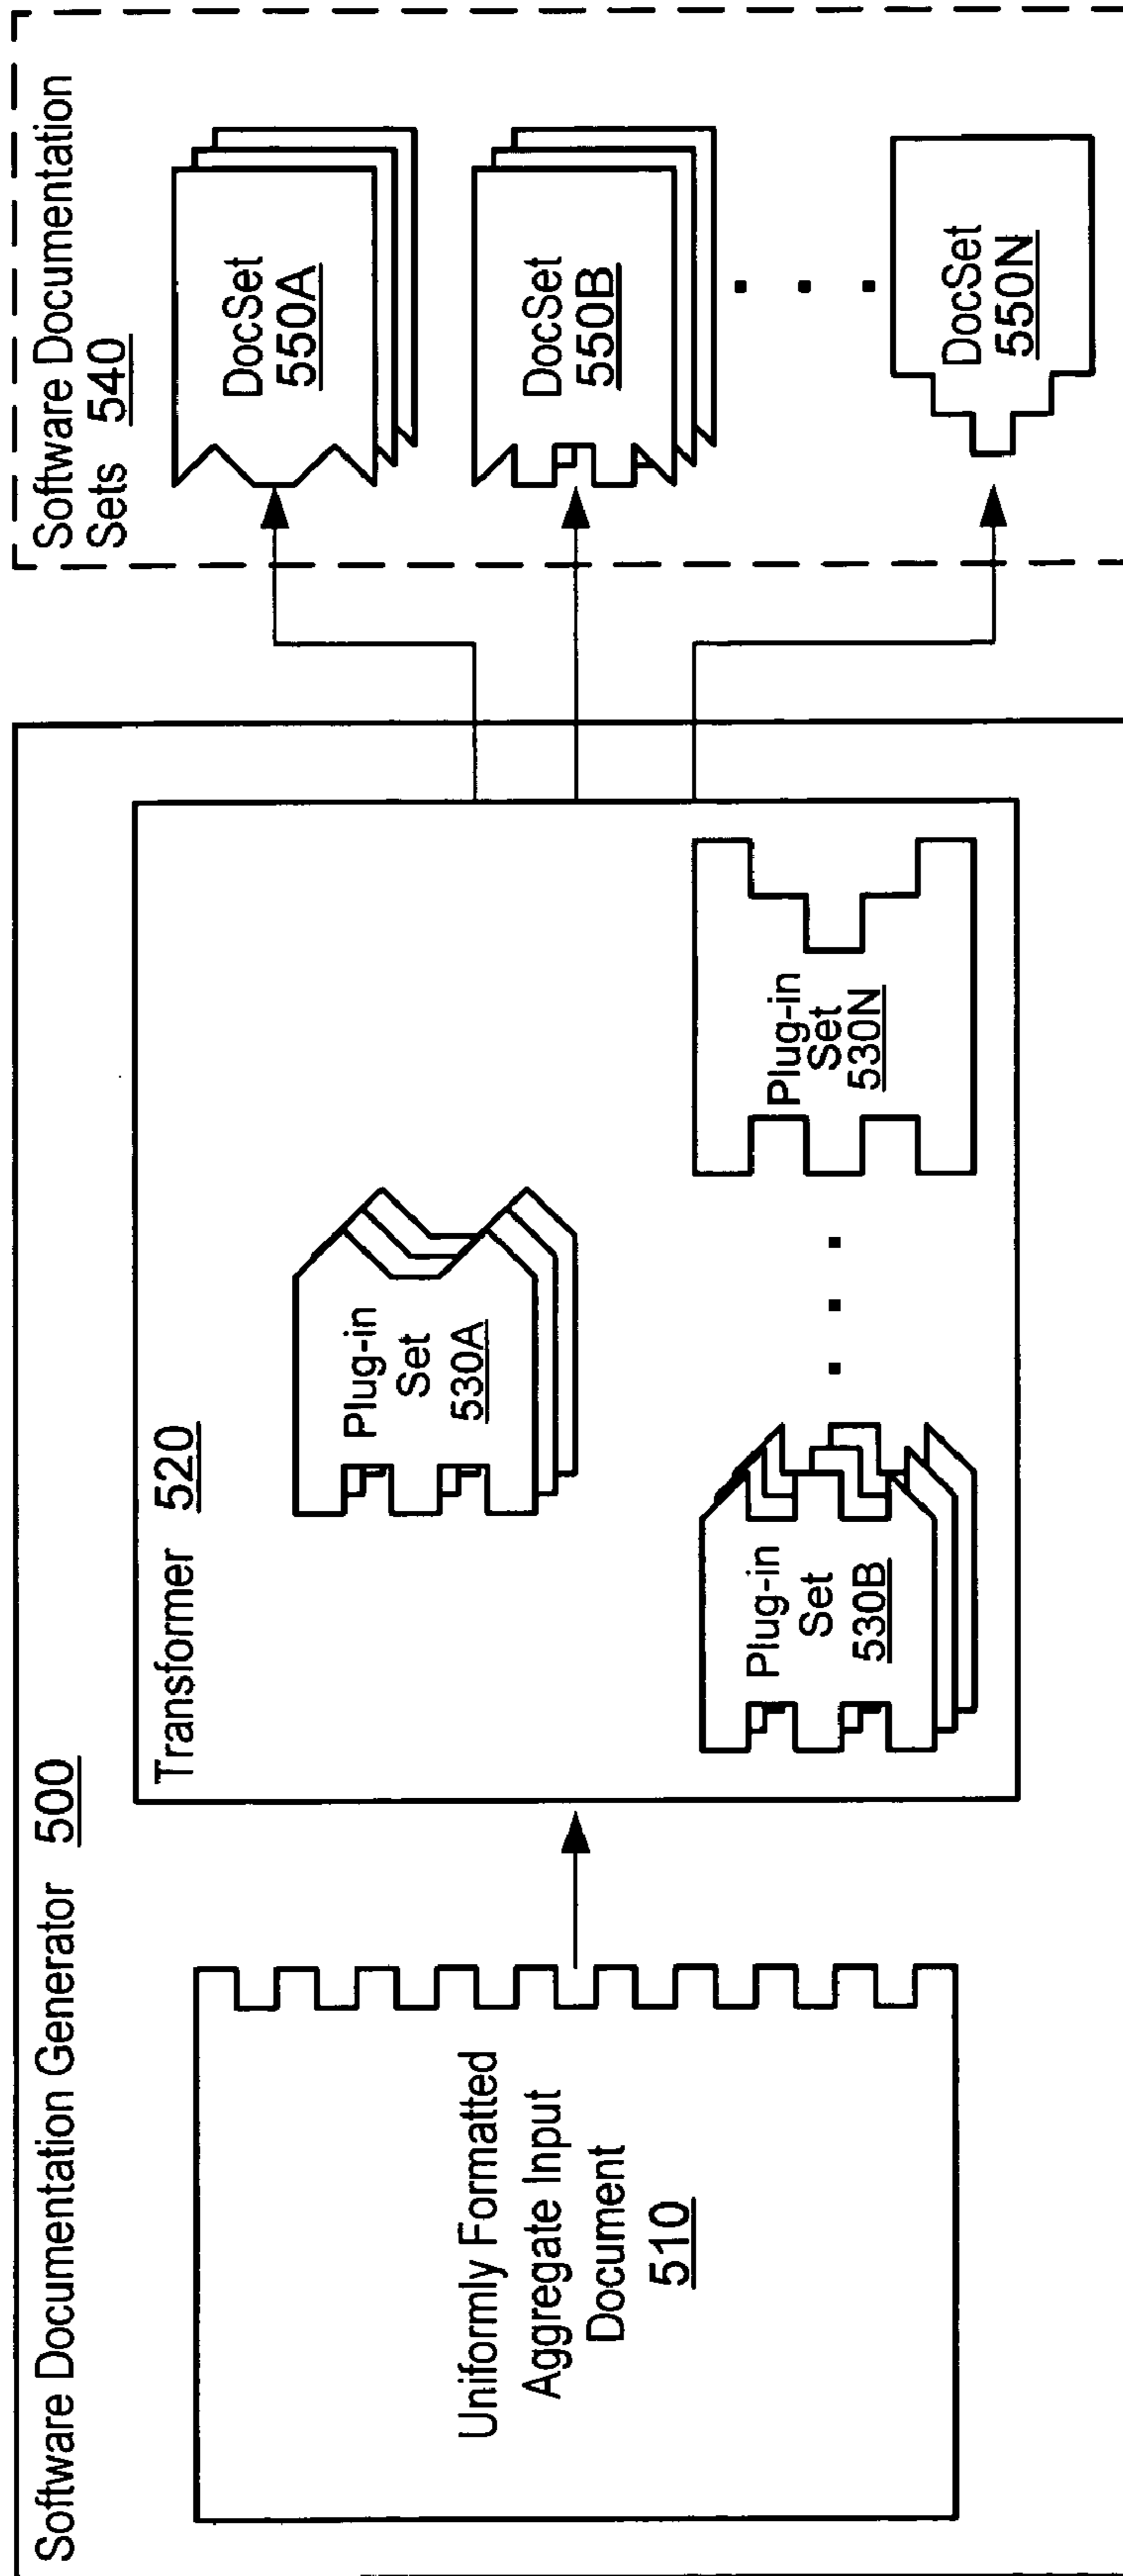 Software Documentation Generator 500
Uniformly Formatted
Aggregate Input
Document
510
Transformer 520
Plug-in
Set
530A
Plug-in
Set
530B
Plug-in
Set
530N
Software Documentation
Sets 540
DocSet
550A
DocSet
550B
DocSet
550N